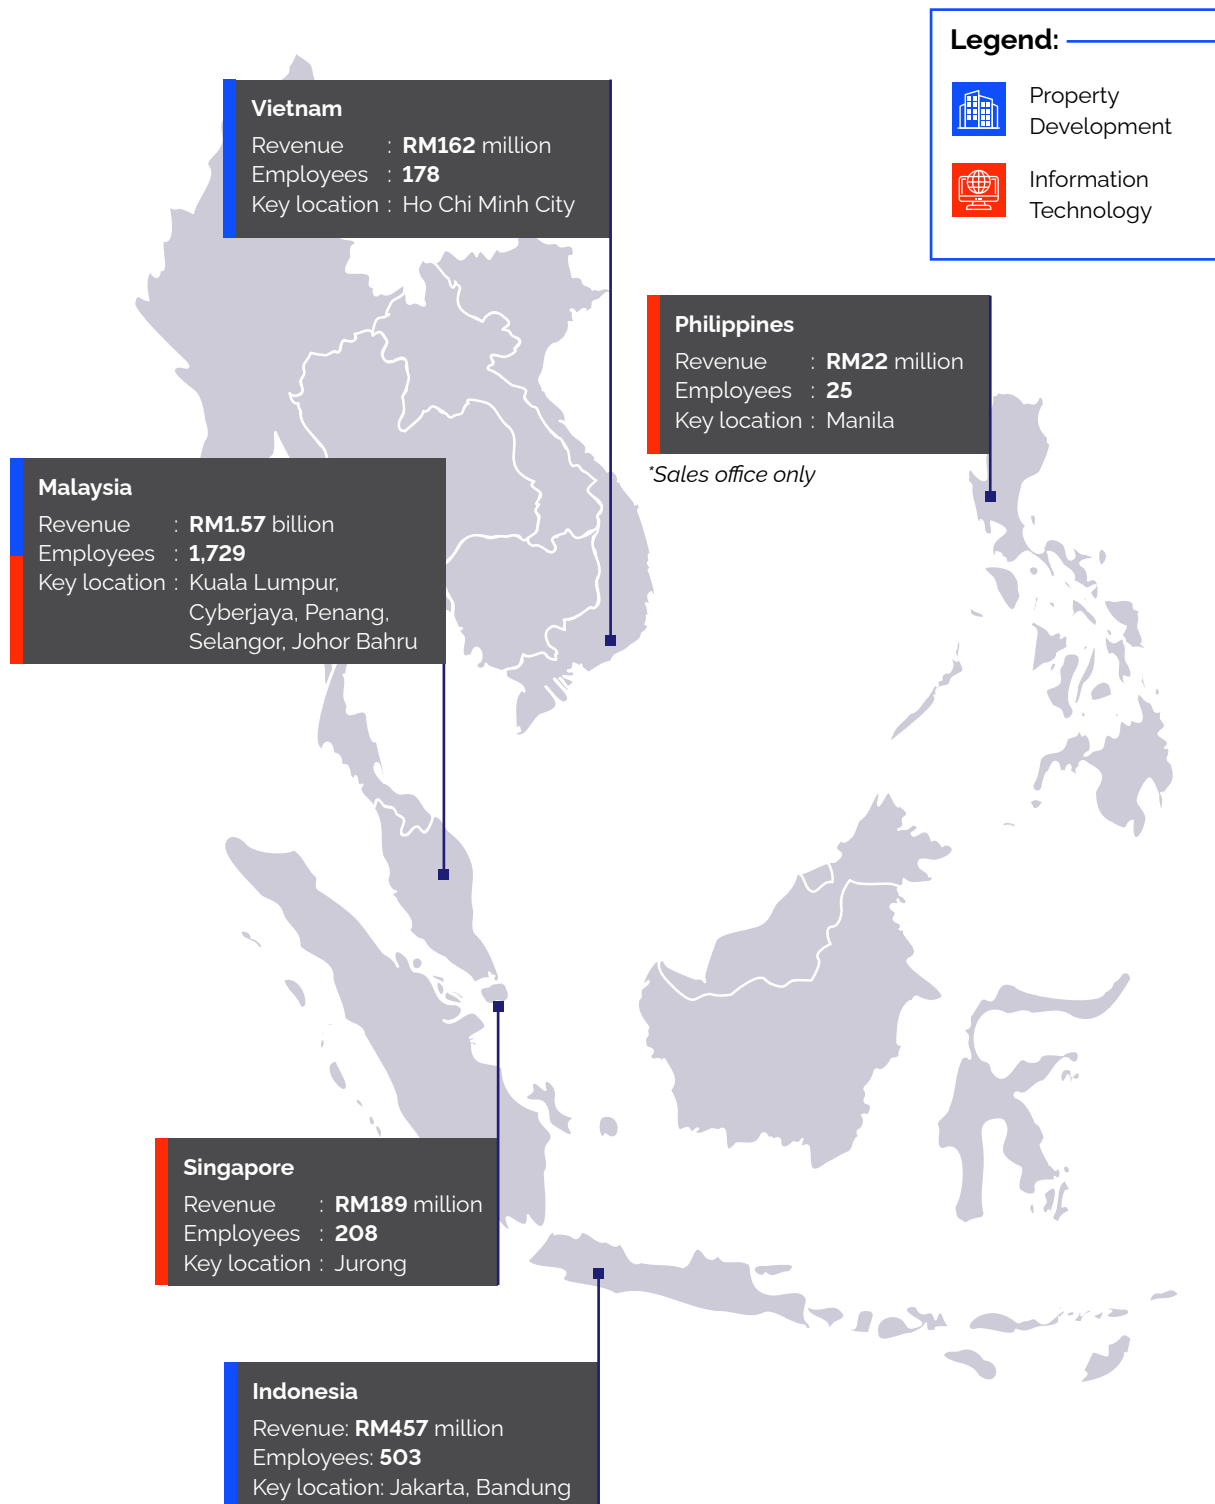 Legend:
Property
Development
Information
Technology
Vietnam
Revenue : RM162 million
Employees : 178
Key location : Ho Chi Minh City
Philippines
Revenue : RM22 million
Employees : 25
Key location : Manila
*Sales office only
Malaysia
Revenue : RM1.57 billion
Employees : 1,729
Key location : Kuala Lumpur,
Cyberjaya, Penang,
Selangor, Johor Bahru
Singapore
Revenue : RM189 million
Employees : 208
Key location : Jurong
Indonesia
Revenue: RM457 million
Employees: 503
Key location: Jakarta, Bandung